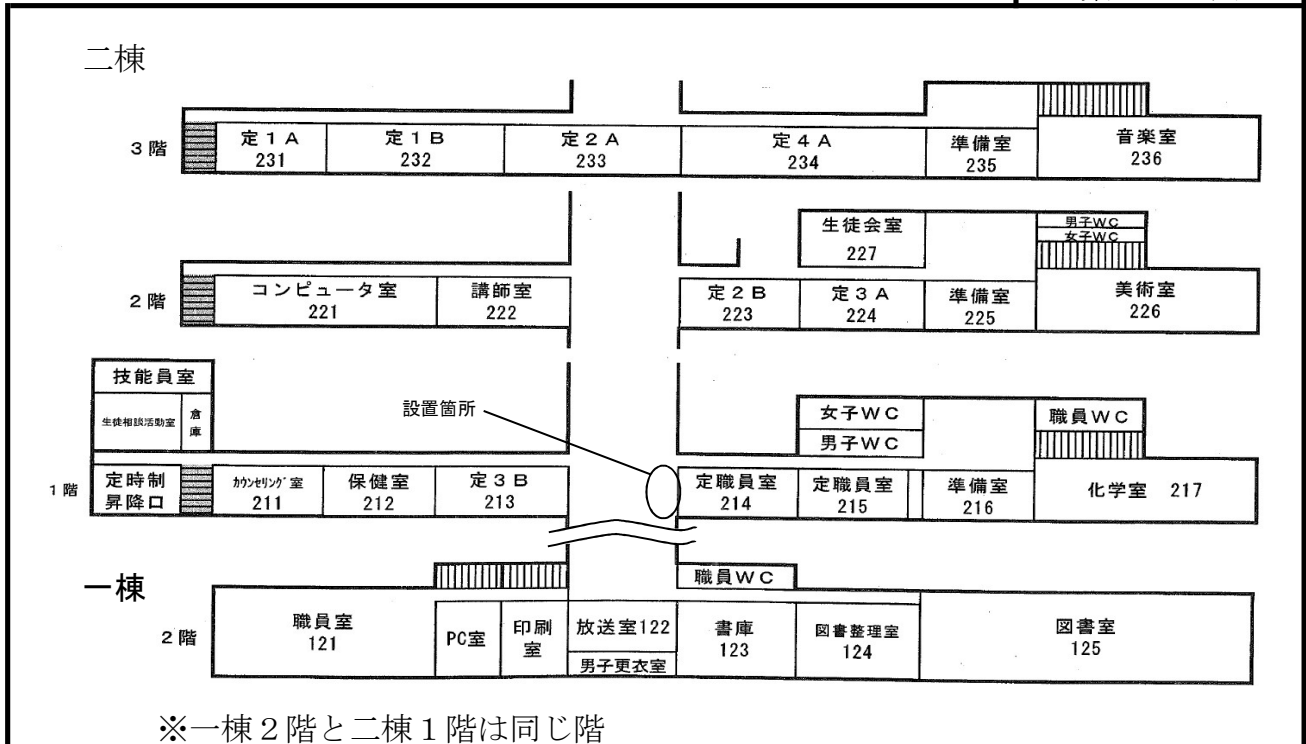 二棟
3階
定1A
231
定1B
232
定2A
233
定4A
234
準備室
235
音楽室
236
生徒会室
227
男子WC
女子WC
2階
コンピュータ室
221
講師室
222
定2B
223
定3A
224
準備室
225
美術室
226
技能員室
生徒相談活動室
倉庫
設置箇所
女子WC
男子WC
職員WC
1階
定時制
昇降口
カウンセリング室
211
保健室
212
定3B
213
定職員室
214
定職員室
215
準備室
216
化学室 217
一棟
職員WC
2階
職員室
121
PC室
印刷
室
放送室122
男子更衣室
書庫
123
図書整理室
124
図書室
125
※一棟2階と二棟1階は同じ階